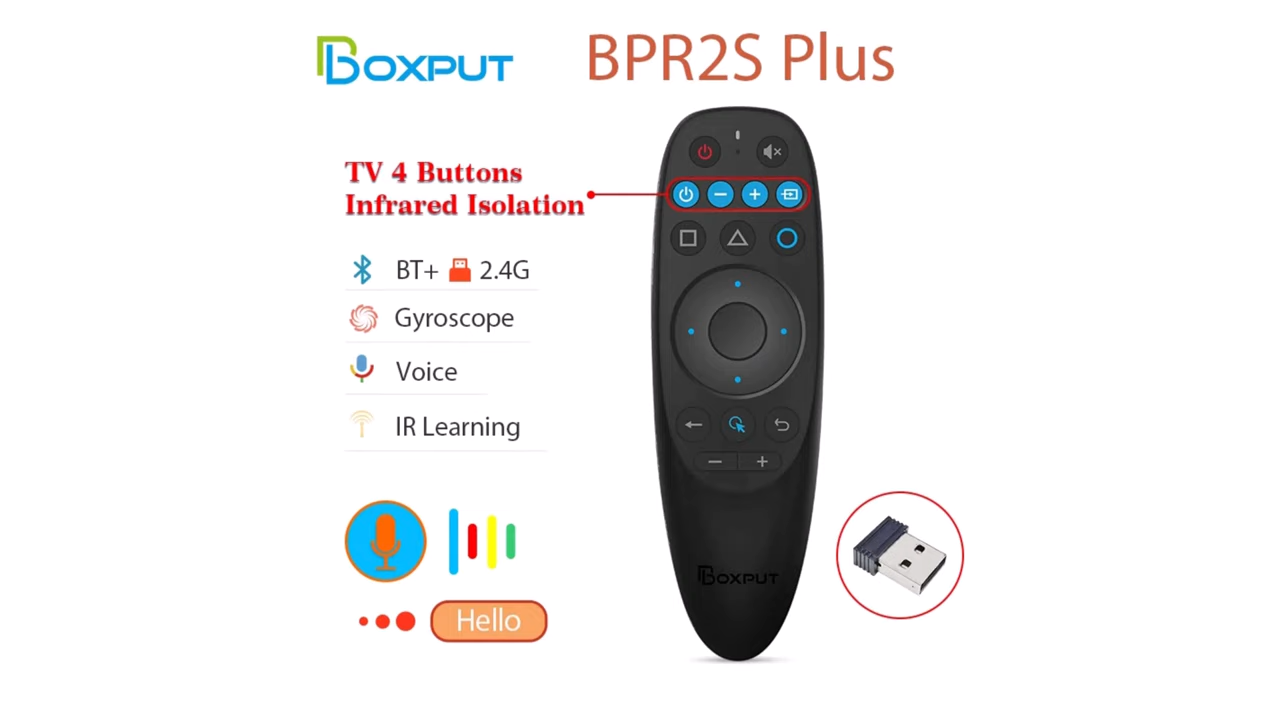 BOXPUT
BPR2S Plus
TV 4 Buttons
Infrared Isolation
BT+ 2.4G
Gyroscope
Voice
IR Learning
Hello
BOXPUT